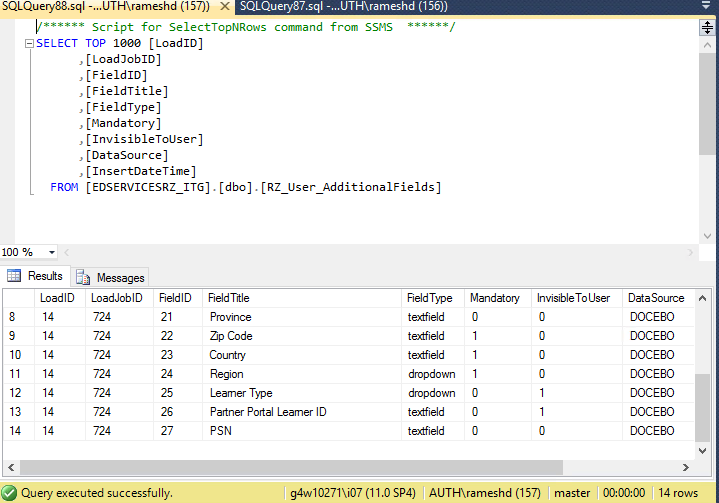 SQLQuery88.sql -...UTH\rameshd (157)) SQLQuery87.sql -...UTH\rameshd (156))
/****** Script for SelectTopNRows command from SSMS ******/
SELECT TOP 1000 [LoadID]
,[LoadJobID]
,[FieldID]
,[FieldTitle]
,[FieldType]
,[Mandatory]
,[InvisibleToUser]
,[DataSource]
,[InsertDateTime]
FROM [EDSERVICESRZ_ITG].[dbo].[RZ_User_AdditionalFields]
100 %
Results Messages
LoadID LoadJobID FieldID FieldTitle FieldType Mandatory InvisibleToUser DataSource
8 14 724 21 Province textfield 0 0 DOCEBO
9 14 724 22 Zip Code textfield 1 0 DOCEBO
10 14 724 23 Country textfield 1 0 DOCEBO
11 14 724 24 Region dropdown 1 0 DOCEBO
12 14 724 25 Learner Type dropdown 0 1 DOCEBO
13 14 724 26 Partner Portal Learner ID textfield 0 1 DOCEBO
14 14 724 27 PSN textfield 0 0 DOCEBO
Query executed successfully. g4w10271\i07 (11.0 SP4) AUTH\rameshd (157) master 00:00:00 14 rows